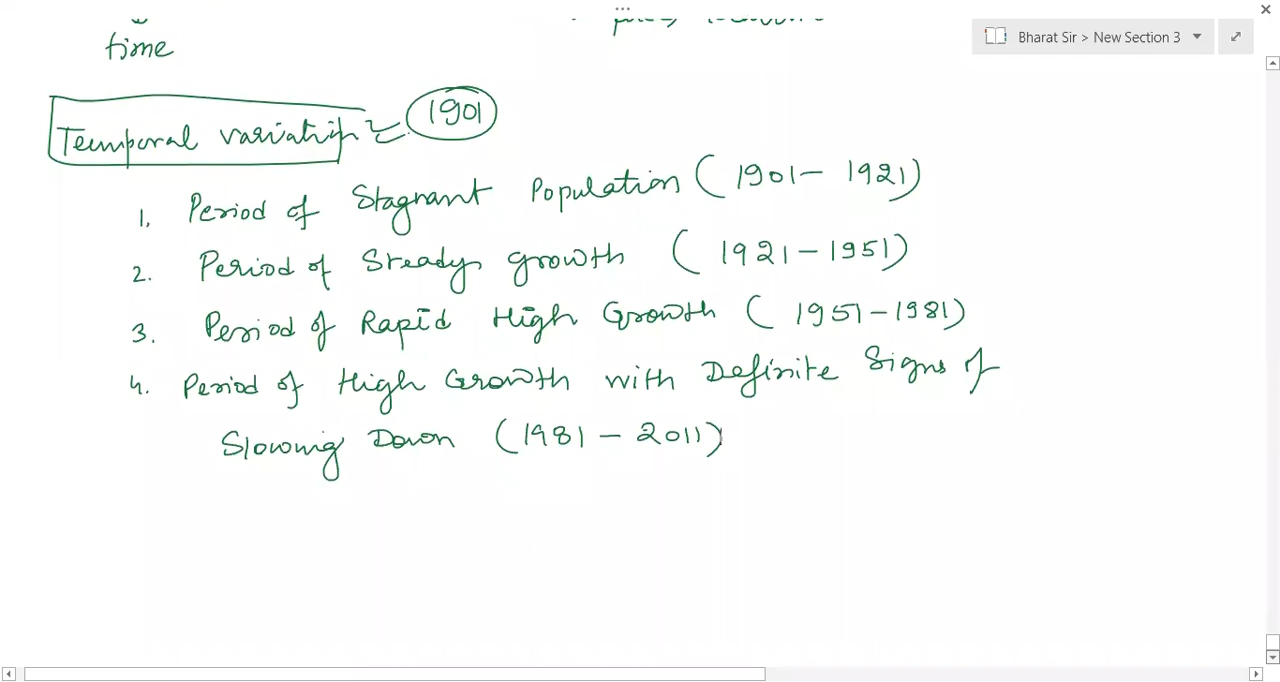 time
Bharat Sir > New Section 3
Temporal variation = 1901
1. Period of Stagnant Population (1901 - 1921)
2. Period of Steady growth (1921 - 1951)
3. Period of Rapid High Growth (1951 - 1981)
4. Period of High Growth with Definite Signs of
Slowing Down (1981 - 2011)